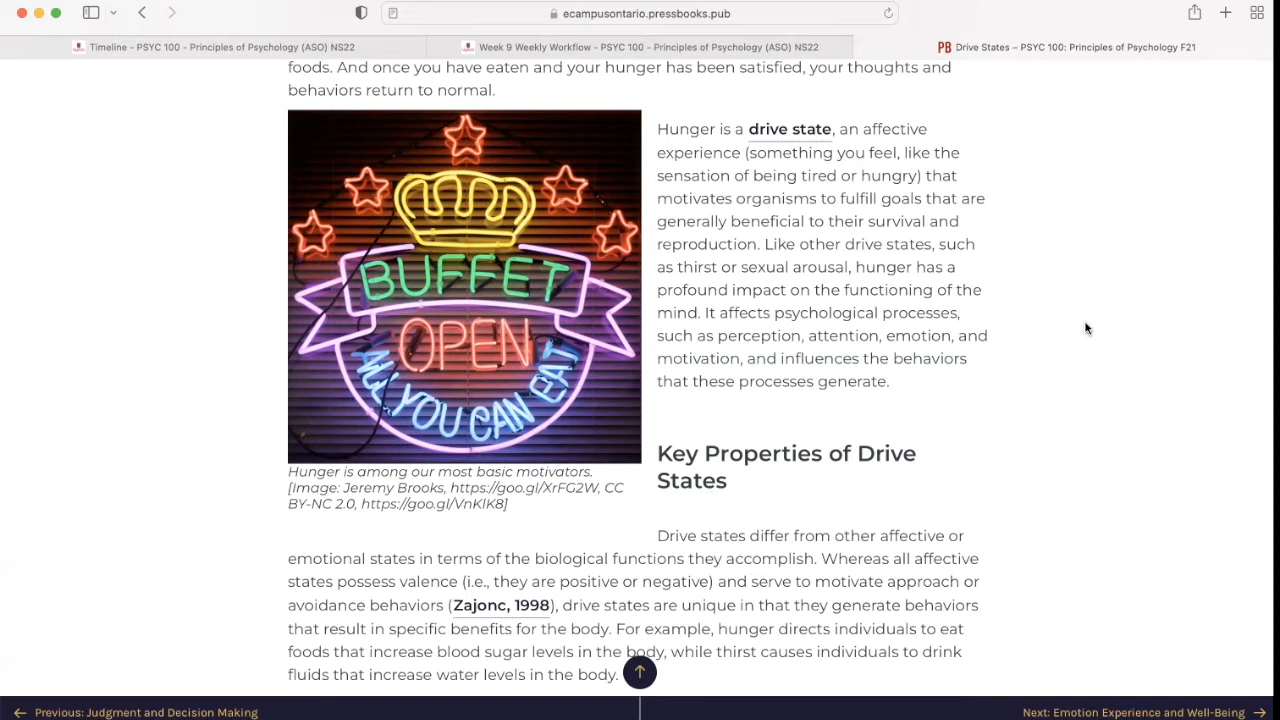 ecampusontario.pressbooks.pub
Timeline - PSYC 100 - Principles of Psychology (ASO) NS22
Week 9 Weekly Workflow - PSYC 100 - Principles of Psychology (ASO) NS22
PB Drive States – PSYC 100: Principles of Psychology F21
foods. And once you have eaten and your hunger has been satisfied, your thoughts and
behaviors return to normal.
BUFFET
OPEN
ALL YOU CAN EAT
Hunger is among our most basic motivators.
[Image: Jeremy Brooks, https://goo.gl/XrFG2W, CC
BY-NC 2.0, https://goo.gl/VnKlK8]
Hunger is a drive state, an affective
experience (something you feel, like the
sensation of being tired or hungry) that
motivates organisms to fulfill goals that are
generally beneficial to their survival and
reproduction. Like other drive states, such
as thirst or sexual arousal, hunger has a
profound impact on the functioning of the
mind. It affects psychological processes,
such as perception, attention, emotion, and
motivation, and influences the behaviors
that these processes generate.
Key Properties of Drive
States
Drive states differ from other affective or
emotional states in terms of the biological functions they accomplish. Whereas all affective
states possess valence (i.e., they are positive or negative) and serve to motivate approach or
avoidance behaviors (Zajonc, 1998), drive states are unique in that they generate behaviors
that result in specific benefits for the body. For example, hunger directs individuals to eat
foods that increase blood sugar levels in the body, while thirst causes individuals to drink
fluids that increase water levels in the body.
← Previous: Judgment and Decision Making
Next: Emotion Experience and Well-Being →